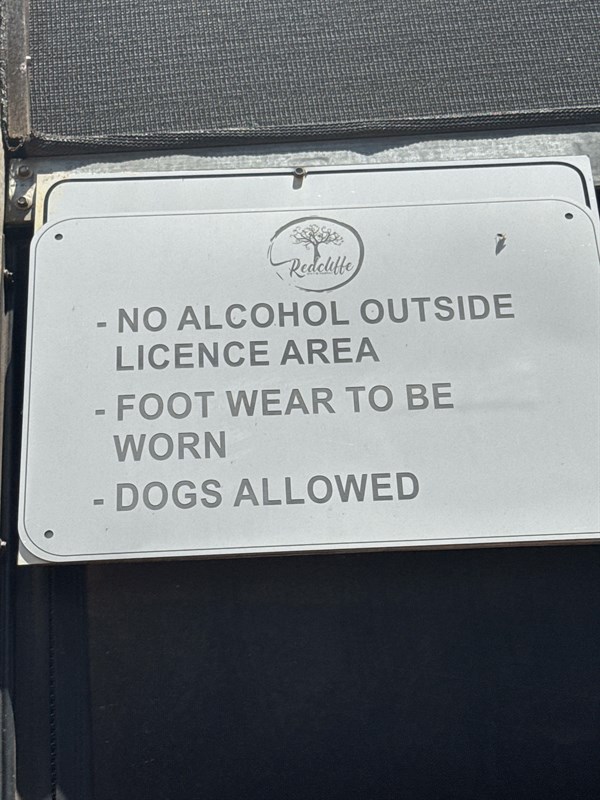 Redcliffe
- NO ALCOHOL OUTSIDE
LICENCE AREA
- FOOT WEAR TO BE
WORN
- DOGS ALLOWED